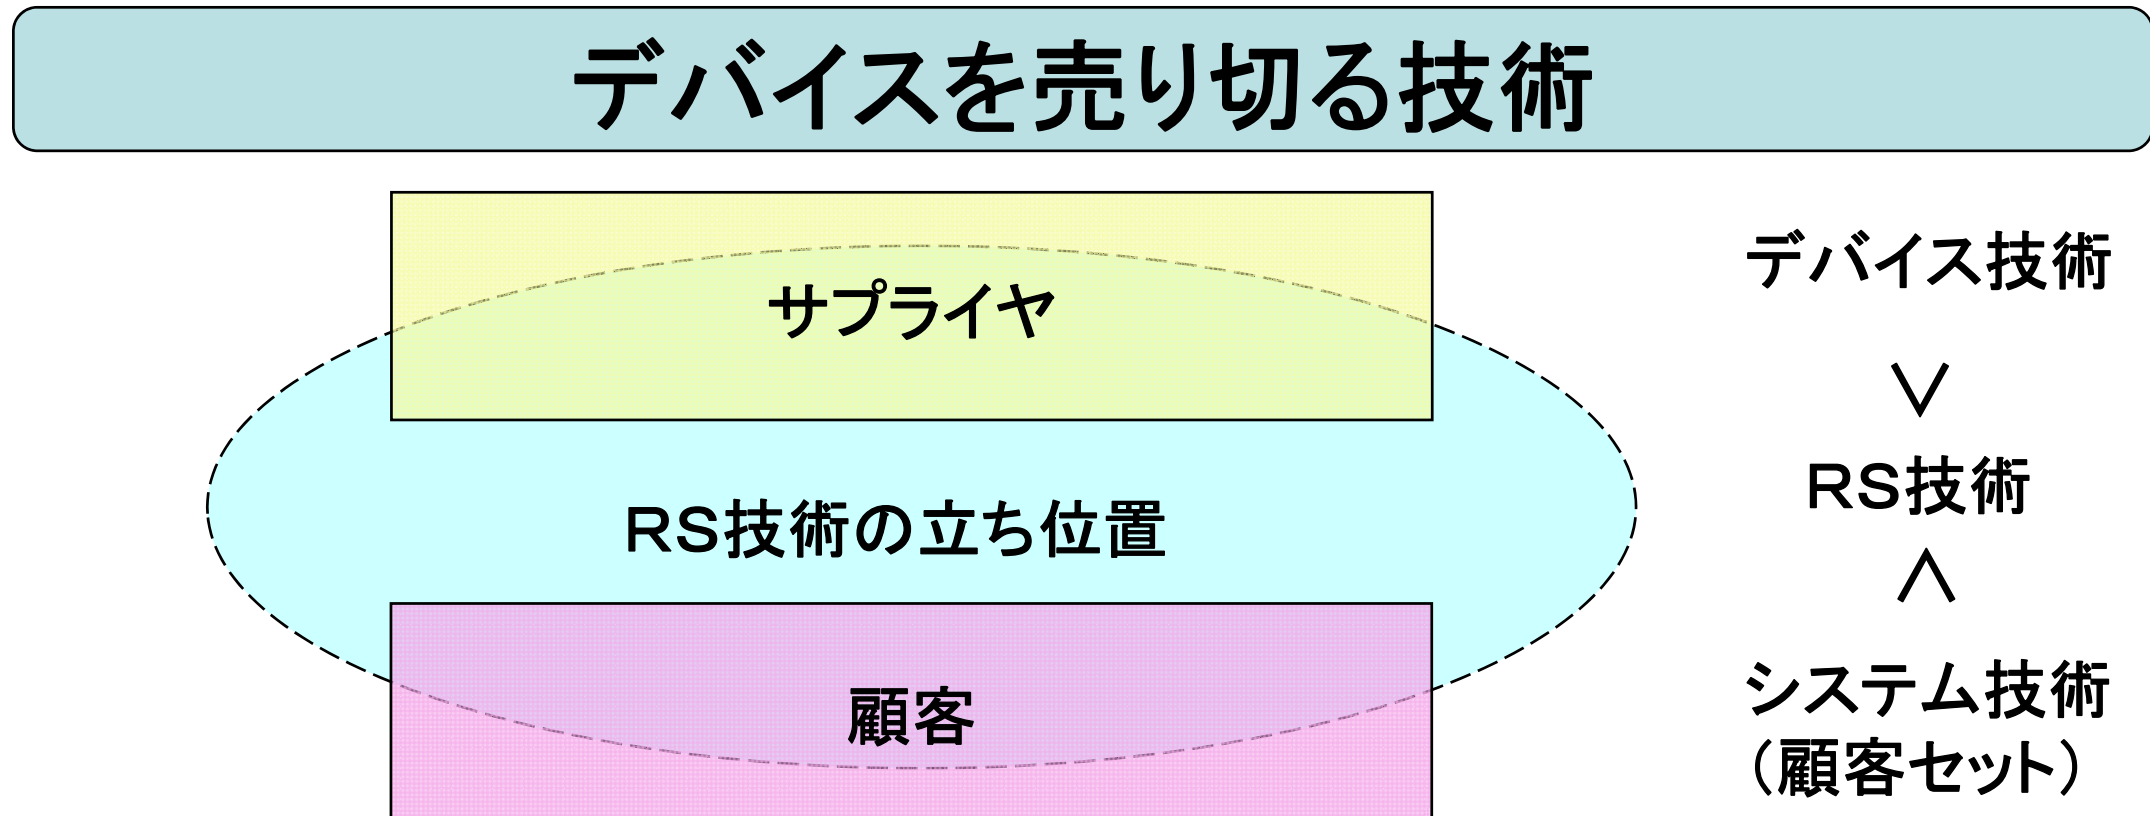 デバイスを売り切る技術
サプライヤ
RS技術の立ち位置
顧客
デバイス技術
∨
RS技術
∧
システム技術
（顧客セット）